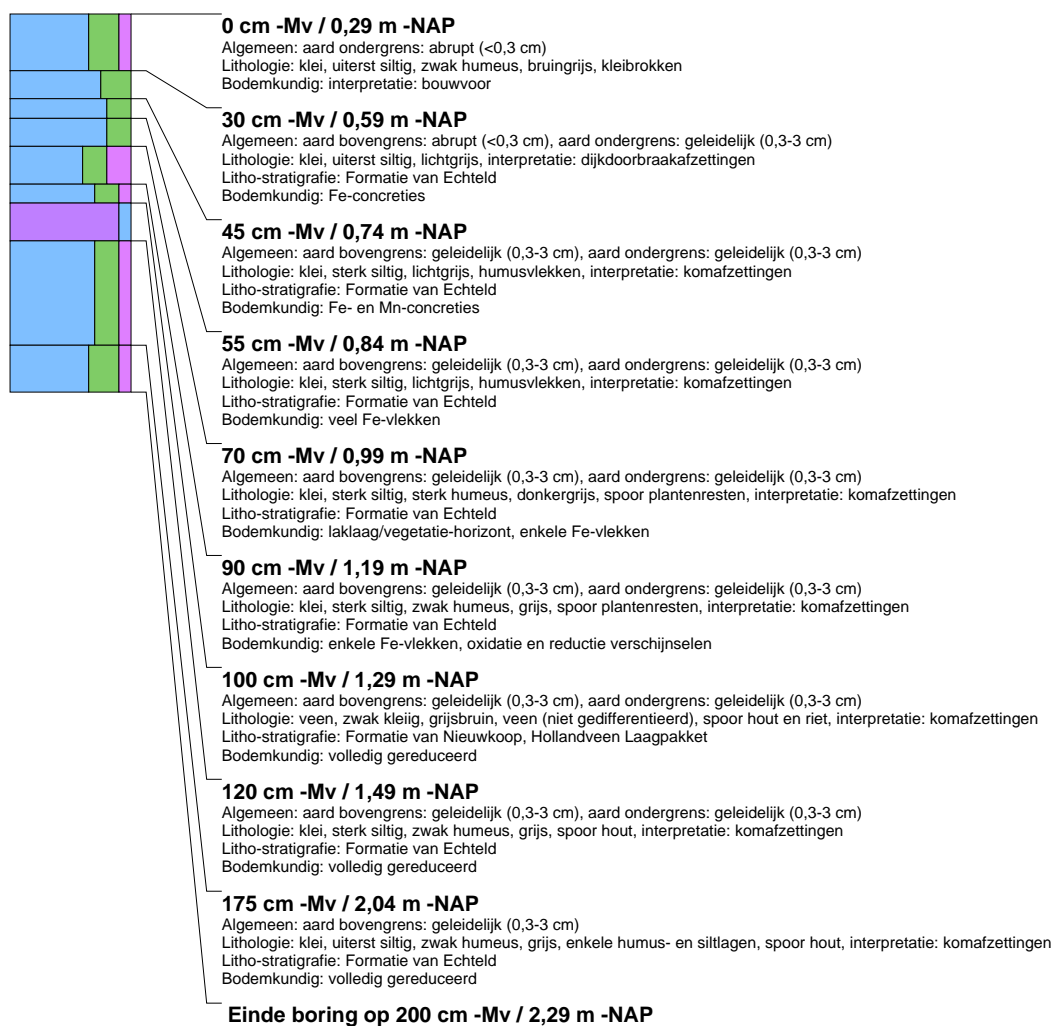 0 cm -Mv / 0,29 m -NAP
Algemeen: aard ondergrens: abrupt (<0,3 cm)
Lithologie: klei, uiterst siltig, zwak humeus, bruingrijs, kleibrokken
Bodemkundig: interpretatie: bouwvoor
30 cm -Mv / 0,59 m -NAP
Algemeen: aard bovengrens: abrupt (<0,3 cm), aard ondergrens: geleidelijk (0,3-3 cm)
Lithologie: klei, uiterst siltig, lichtgrijs, interpretatie: dijkdoorbraakafzettingen
Litho-stratigrafie: Formatie van Echteld
Bodemkundig: Fe-concreties
45 cm -Mv / 0,74 m -NAP
Algemeen: aard bovengrens: geleidelijk (0,3-3 cm), aard ondergrens: geleidelijk (0,3-3 cm)
Lithologie: klei, sterk siltig, lichtgrijs, humusvlekken, interpretatie: komafzettingen
Litho-stratigrafie: Formatie van Echteld
Bodemkundig: Fe- en Mn-concreties
55 cm -Mv / 0,84 m -NAP
Algemeen: aard bovengrens: geleidelijk (0,3-3 cm), aard ondergrens: geleidelijk (0,3-3 cm)
Lithologie: klei, sterk siltig, lichtgrijs, humusvlekken, interpretatie: komafzettingen
Litho-stratigrafie: Formatie van Echteld
Bodemkundig: veel Fe-vlekken
70 cm -Mv / 0,99 m -NAP
Algemeen: aard bovengrens: geleidelijk (0,3-3 cm), aard ondergrens: geleidelijk (0,3-3 cm)
Lithologie: klei, sterk siltig, sterk humeus, donkergrijs, spoor plantenresten, interpretatie: komafzettingen
Litho-stratigrafie: Formatie van Echteld
Bodemkundig: laklaag/vegetatie-horizont, enkele Fe-vlekken
90 cm -Mv / 1,19 m -NAP
Algemeen: aard bovengrens: geleidelijk (0,3-3 cm), aard ondergrens: geleidelijk (0,3-3 cm)
Lithologie: klei, sterk siltig, zwak humeus, grijs, spoor plantenresten, interpretatie: komafzettingen
Litho-stratigrafie: Formatie van Echteld
Bodemkundig: enkele Fe-vlekken, oxidatie en reductie verschijnselen
100 cm -Mv / 1,29 m -NAP
Algemeen: aard bovengrens: geleidelijk (0,3-3 cm), aard ondergrens: geleidelijk (0,3-3 cm)
Lithologie: veen, zwak kleiig, grijsbruin, veen (niet gedifferentieerd), spoor hout en riet, interpretatie: komafzettingen
Litho-stratigrafie: Formatie van Nieuwkoop, Hollandveen Laagpakket
Bodemkundig: volledig gereduceerd
120 cm -Mv / 1,49 m -NAP
Algemeen: aard bovengrens: geleidelijk (0,3-3 cm), aard ondergrens: geleidelijk (0,3-3 cm)
Lithologie: klei, sterk siltig, zwak humeus, grijs, spoor hout, interpretatie: komafzettingen
Litho-stratigrafie: Formatie van Echteld
Bodemkundig: volledig gereduceerd
175 cm -Mv / 2,04 m -NAP
Algemeen: aard bovengrens: geleidelijk (0,3-3 cm)
Lithologie: klei, uiterst siltig, zwak humeus, grijs, enkele humus- en siltlagen, spoor hout, interpretatie: komafzettingen
Litho-stratigrafie: Formatie van Echteld
Bodemkundig: volledig gereduceerd
Einde boring op 200 cm -Mv / 2,29 m -NAP